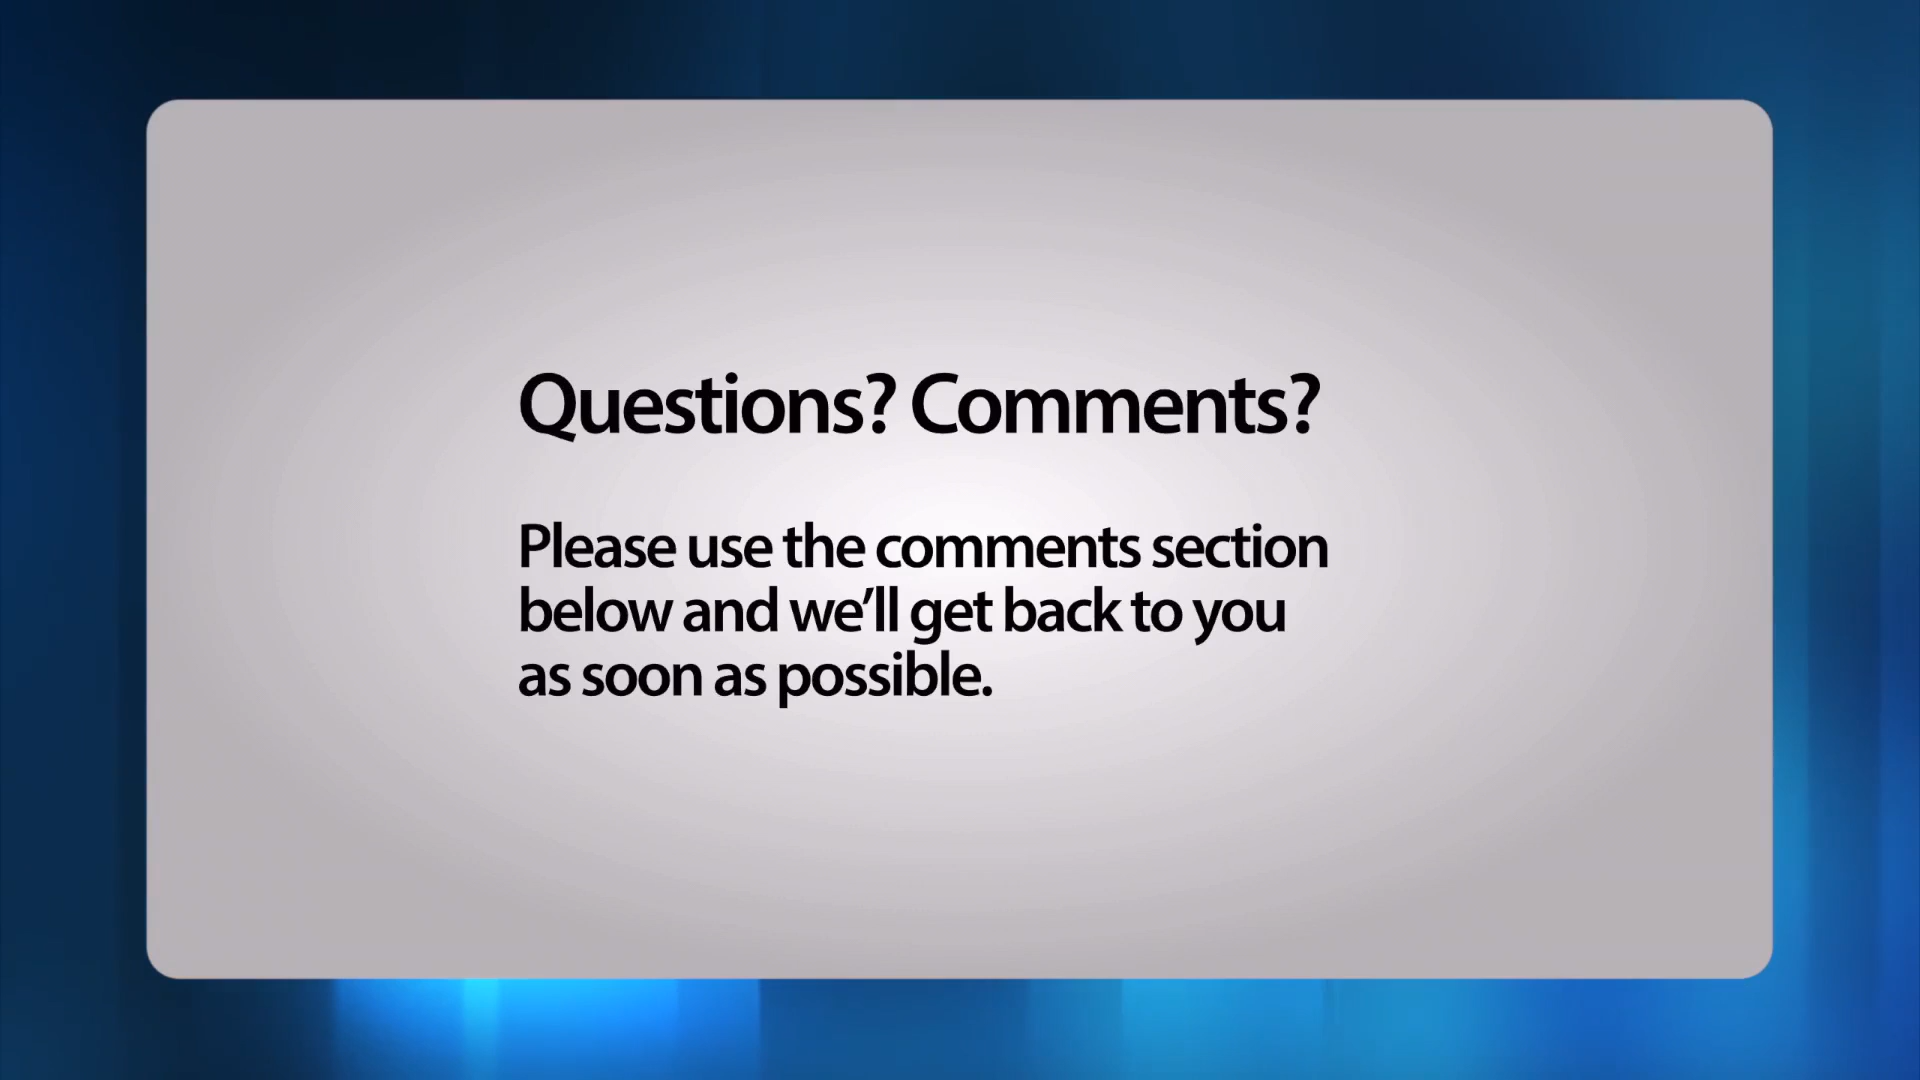 Questions? Comments?
Please use the comments section
below and we’ll get back to you
as soon as possible.